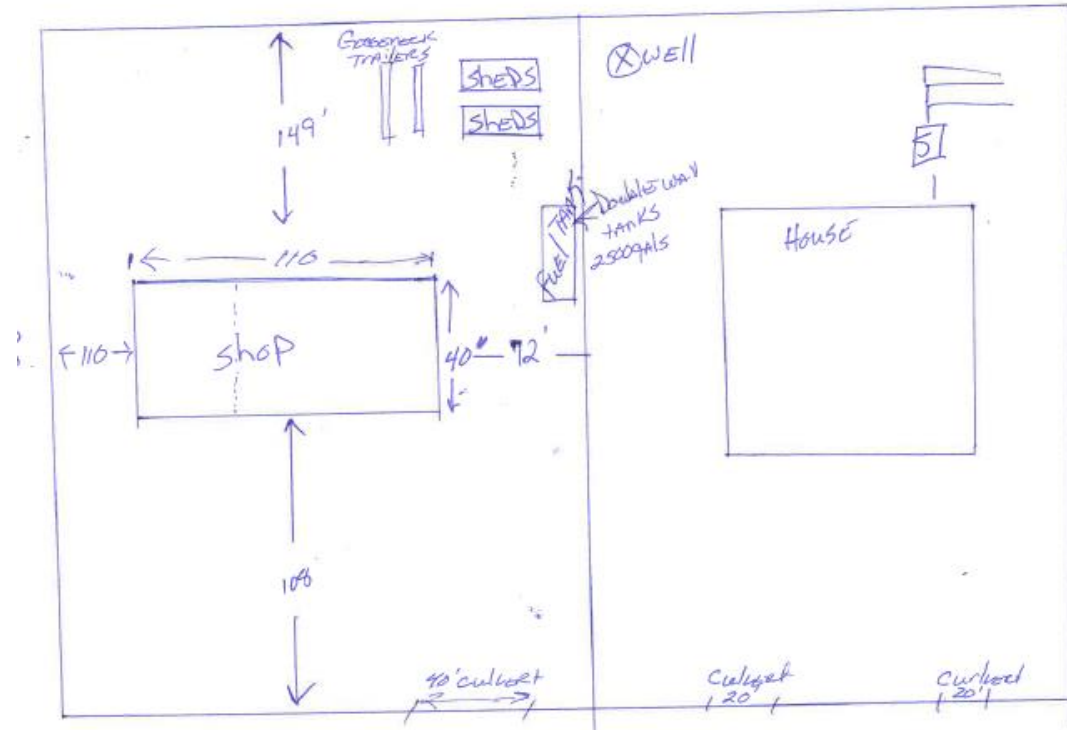 Gooseneck
Trailers
Sheds
Sheds
149'
X well
S
Fuel Tanks
Double wall
tanks
2500gals
House
110
shop
110
40"
72'
108
40' culvert
Culvert
20'
Culvert
20'